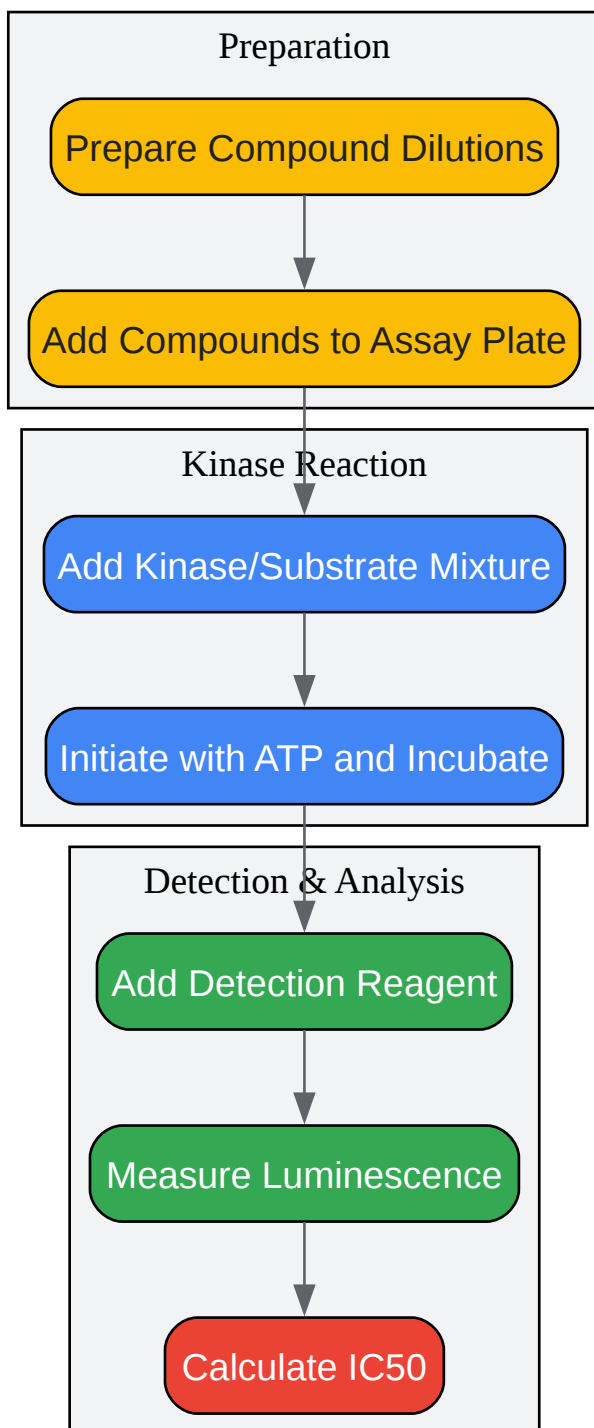 Preparation
Prepare Compound Dilutions
Add Compounds to Assay Plate
Kinase Reaction
Add Kinase/Substrate Mixture
Initiate with ATP and Incubate
Detection & Analysis
Add Detection Reagent
Measure Luminescence
Calculate IC50